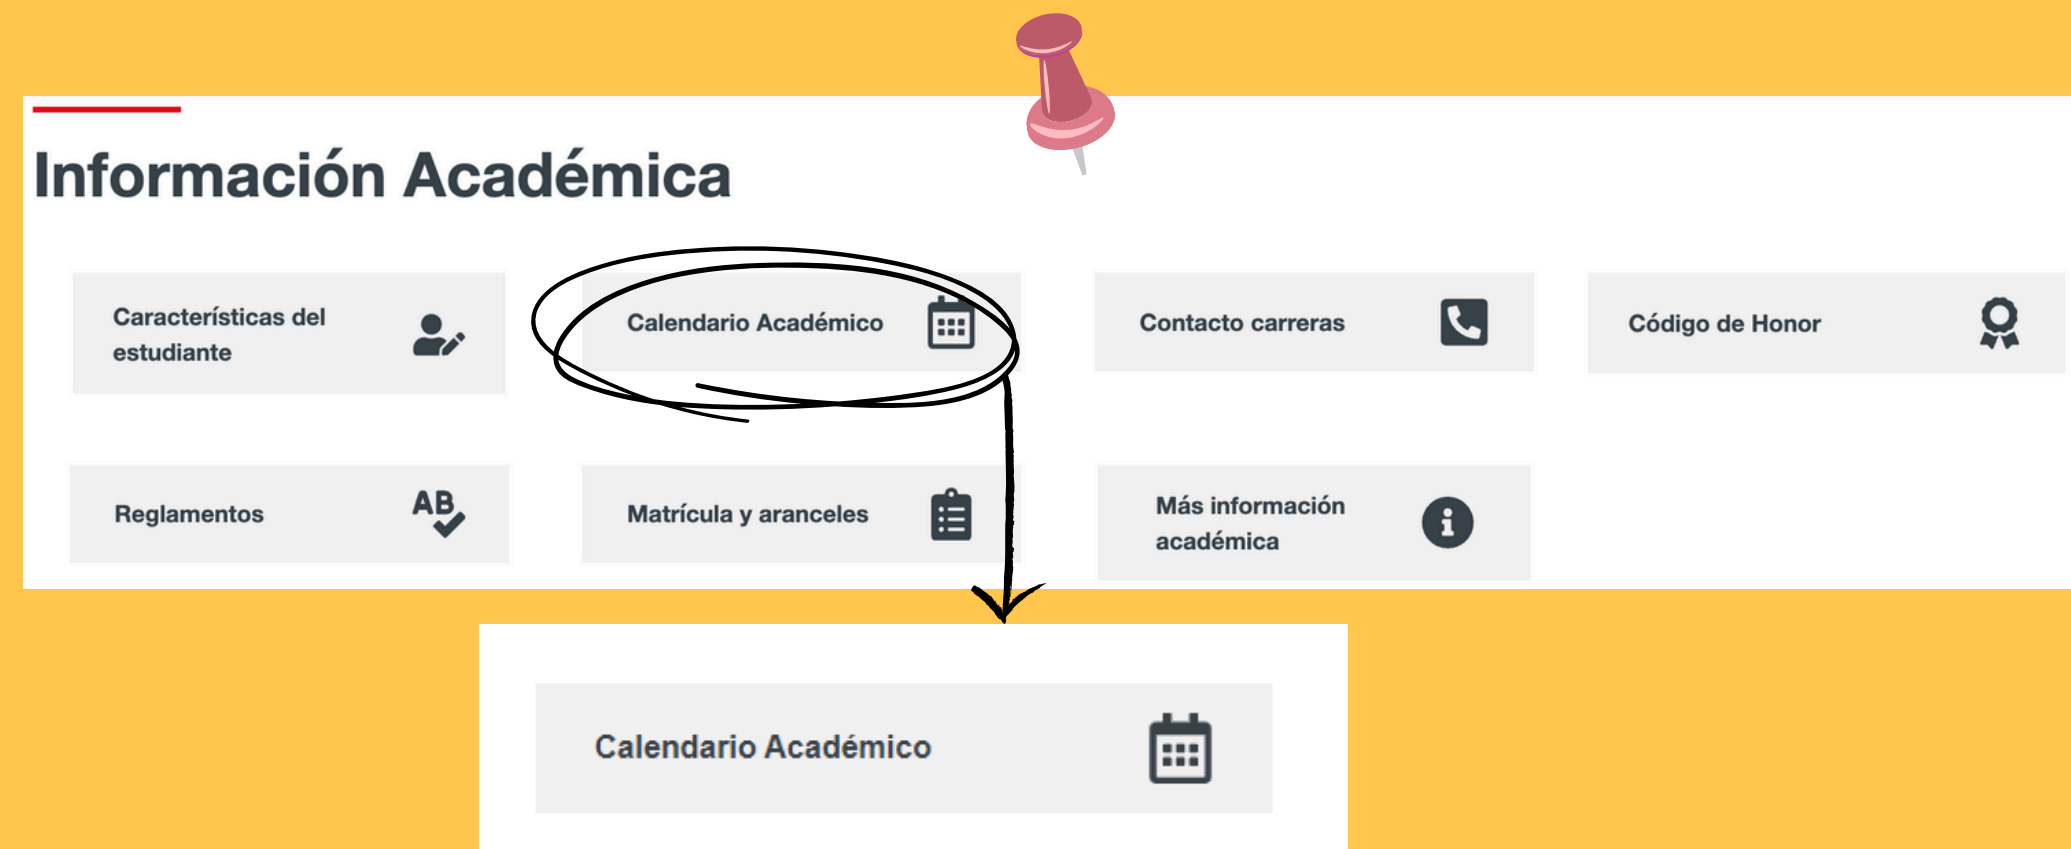 Información Académica
Características del
estudiante
Calendario Académico
Contacto carreras
Código de Honor
Reglamentos
AB
Matrícula y aranceles
Más información
académica
Calendario Académico